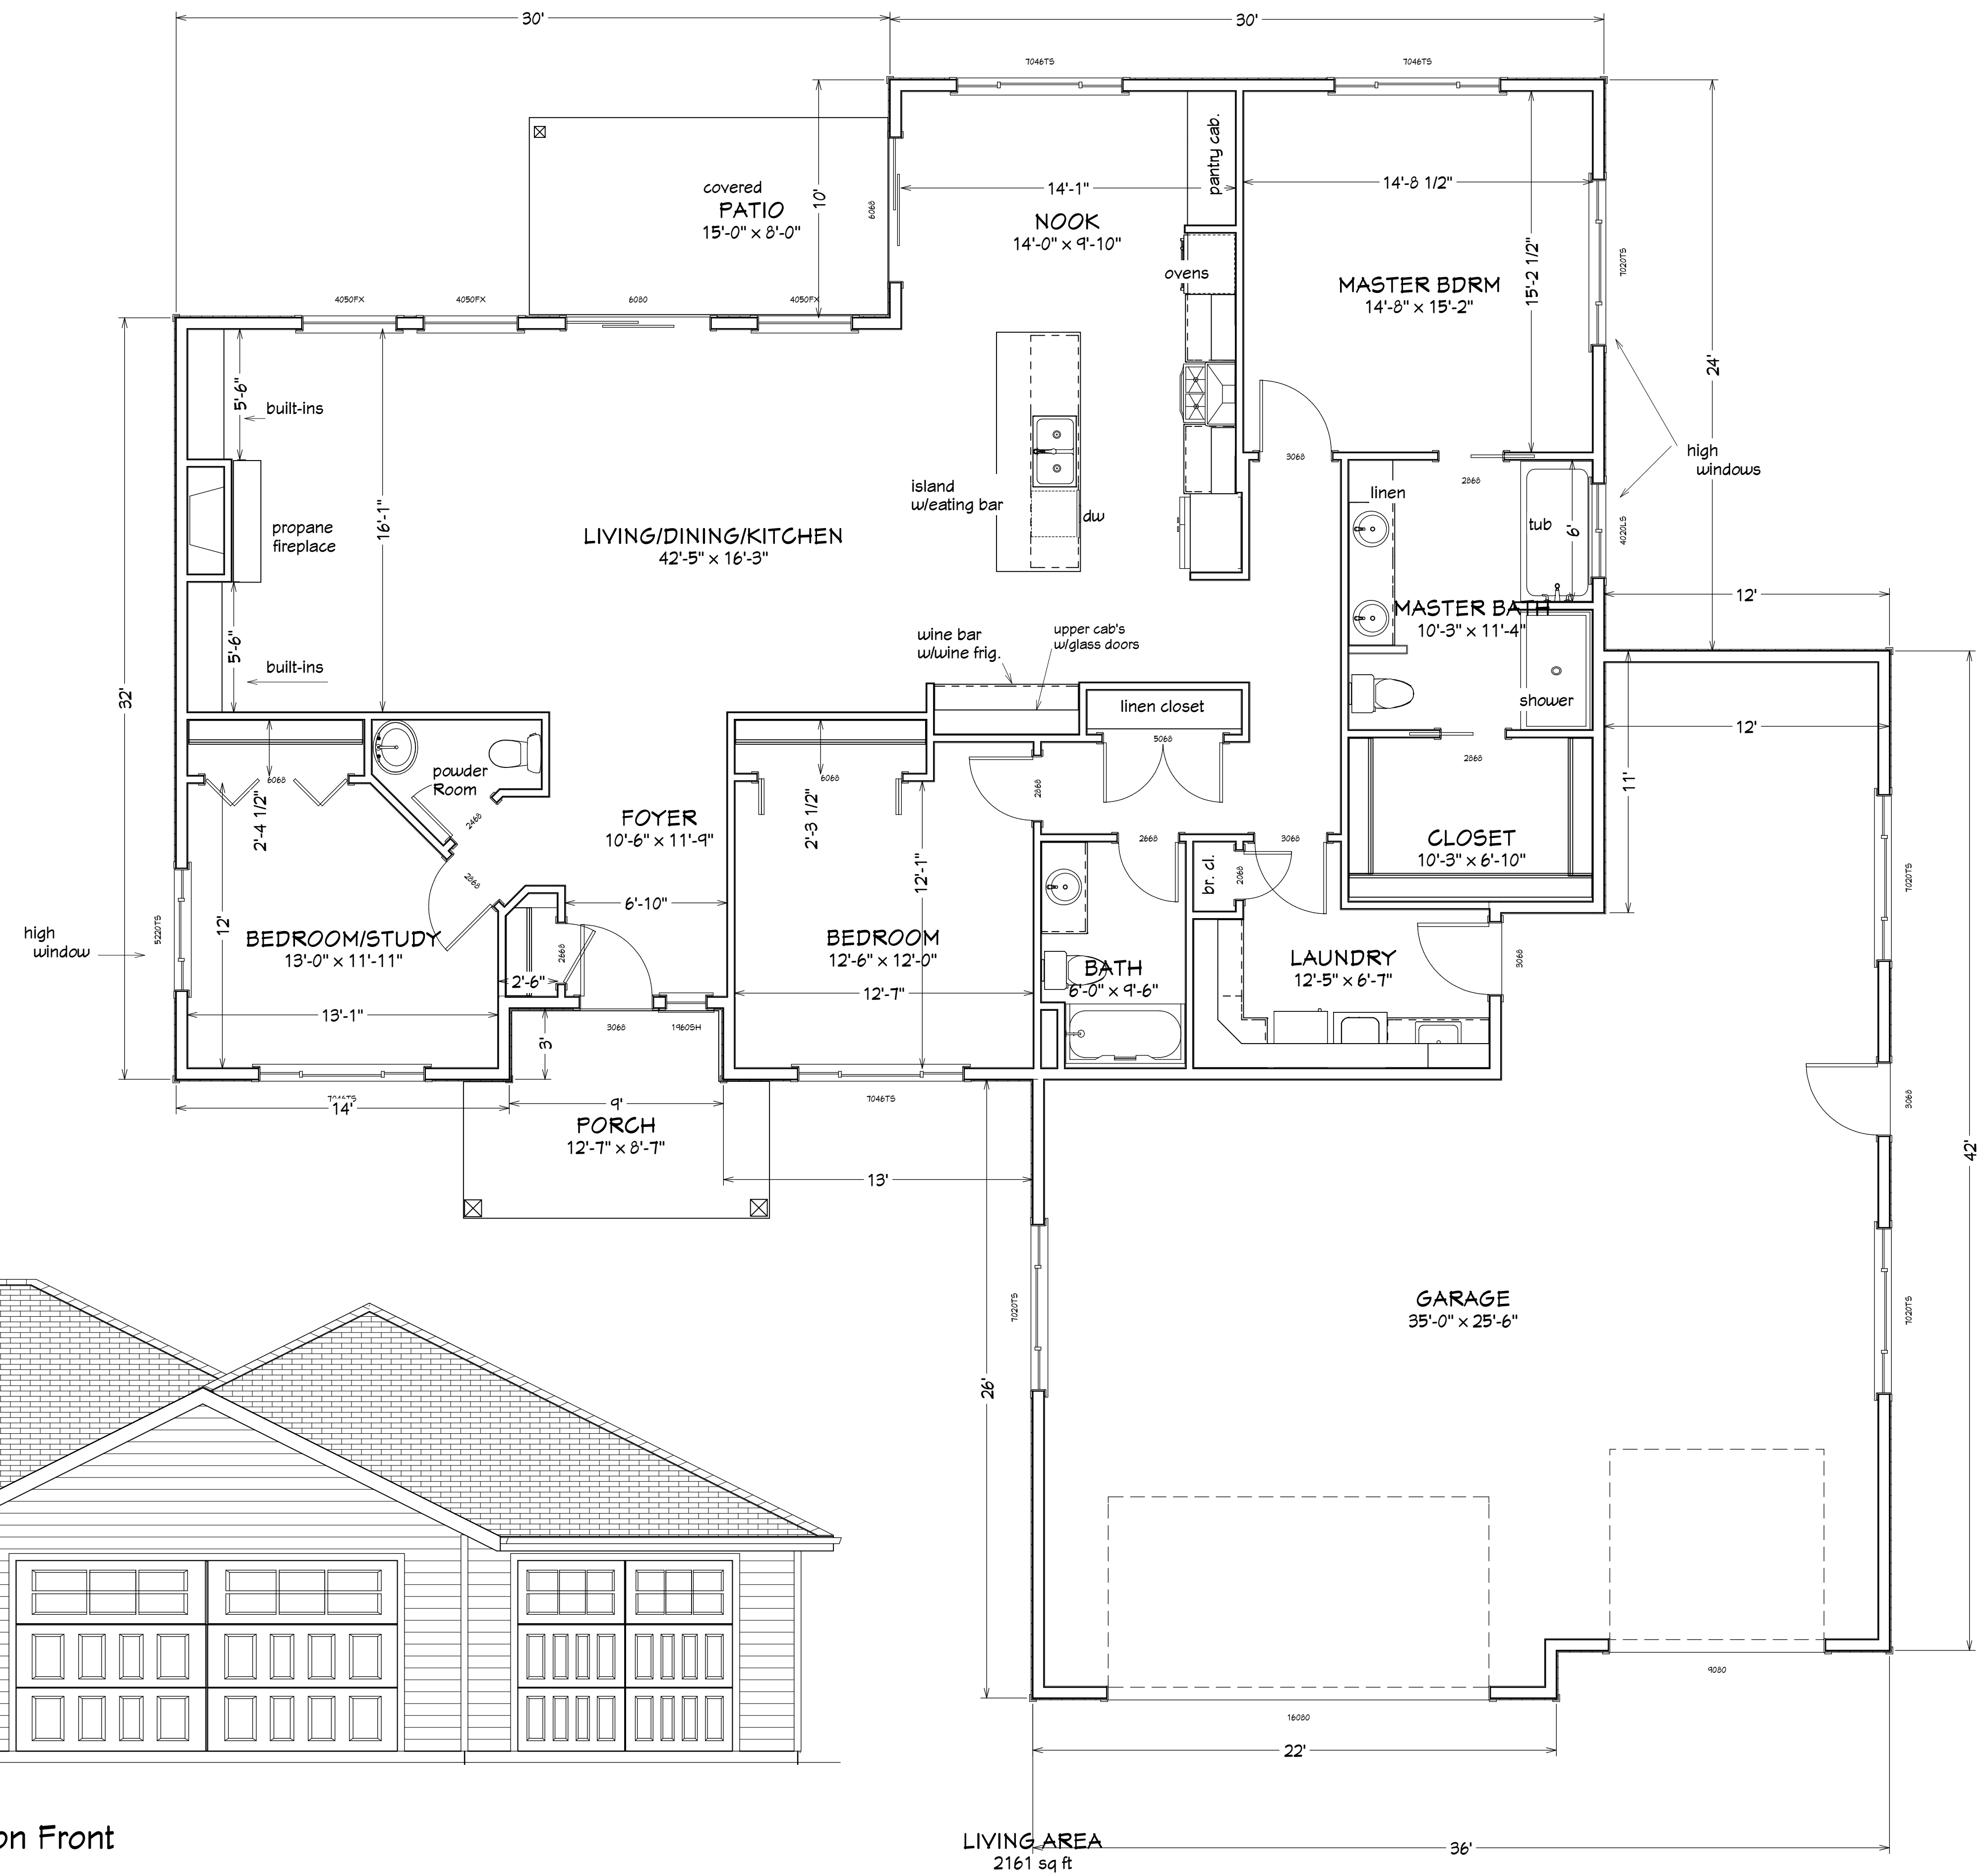 30'
30'
7046TS
7046TS
covered
PATIO
15'-0" x 8'-0"
10'
6068
14'-1"
NOOK
14'-0" x 9'-10"
pantry cab.
ovens
14'-8 1/2"
MASTER BDRM
14'-8" x 15'-2"
15'-2 1/2"
7020TS
24'
high
windows
4050FX
4050FX
6080
4050FX
5'-6"
built-ins
16'-1"
propane
fireplace
5'-6"
built-ins
32'
LIVING/DINING/KITCHEN
42'-5" x 16'-3"
island
w/eating bar
dw
3068
2868
linen
tub
6'
4020LS
MASTER BATH
10'-3" x 11'-4"
shower
12'
12'
wine bar
w/wine frig.
upper cab's
w/glass doors
linen closet
5068
2868
11'
CLOSET
10'-3" x 6'-10"
6068
2'-4 1/2"
powder
Room
2468
FOYER
10'-6" x 11'-9"
6068
2'-3 1/2"
2868
12'-1"
2668
3068
br. cl.
2068
7020TS
2868
12'
6'-10"
high
window
5220TS
BEDROOM/STUDY
13'-0" x 11'-11"
2'-6"
2668
BEDROOM
12'-6" x 12'-0"
12'-7"
BATH
6'-0" x 9'-6"
LAUNDRY
12'-5" x 6'-7"
3068
13'-1"
3068
1960SH
3'
7046TS
14'
9'
7046TS
PORCH
12'-7" x 8'-7"
13'
3068
42'
7020TS
26'
GARAGE
35'-0" x 25'-6"
7020TS
9080
16080
22'
36'
on Front
LIVING AREA
2161 sq ft